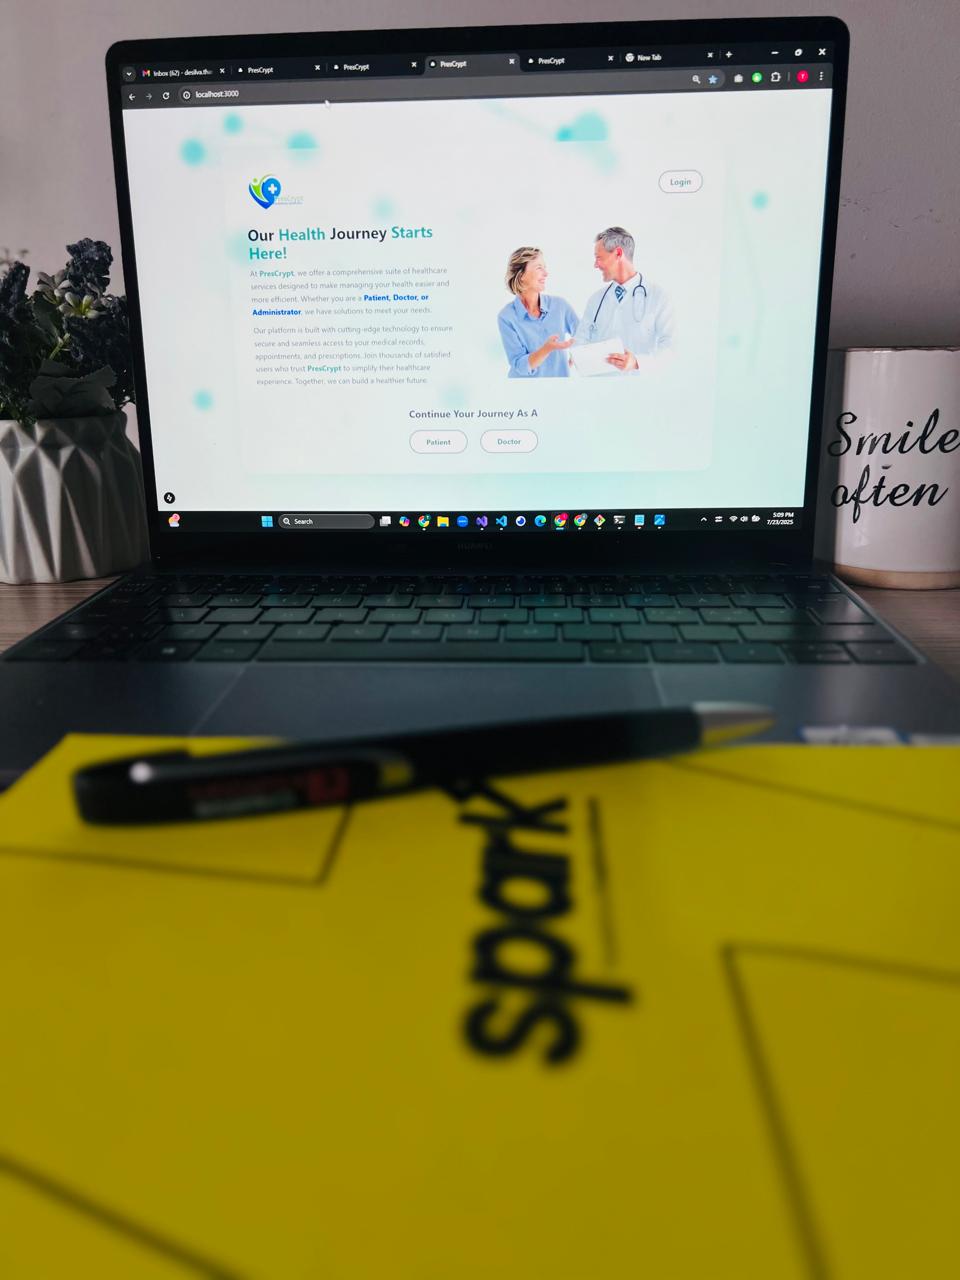 Inbox (62) - desilva.th
PresCrypt
PresCrypt
PresCrypt
PresCrypt
New Tab
localhost:3000
PresCrypt
Login
Our Health Journey Starts
Here!
At PresCrypt, we offer a comprehensive suite of healthcare
services designed to make managing your health easier and
more efficient. Whether you are a Patient, Doctor, or
Administrator, we have solutions to meet your needs.
Our platform is built with cutting-edge technology to ensure
secure and seamless access to your medical records,
appointments, and prescriptions. Join thousands of satisfied
users who trust PresCrypt to simplify their healthcare
experience. Together, we can build a healthier future.
Continue Your Journey As A
Patient
Doctor
Search
5:09 PM
7/23/2025
HUAWEI
Smile
often
spark